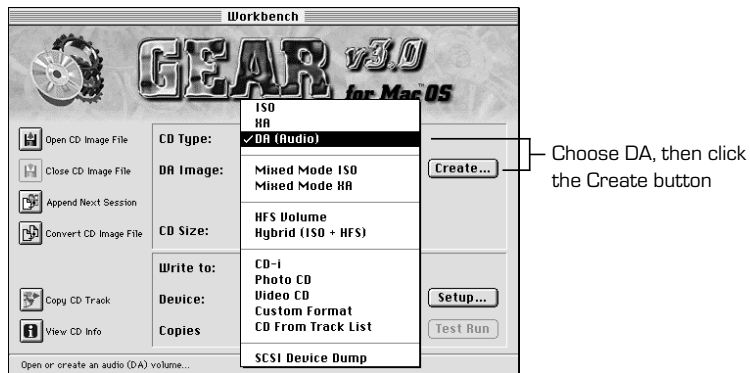 Workbench
GEAR v3.0
for Mac OS
Open CD Image File
Close CD Image File
Append Next Session
Convert CD Image File
Copy CD Track
View CD Info
CD Type:
DA Image:
CD Size:
Write to:
Device:
Copies
ISO
XA
✓DA (Audio)
Mixed Mode ISO
Mixed Mode XA
HFS Volume
Hybrid (ISO + HFS)
CD-i
Photo CD
Video CD
Custom Format
CD From Track List
SCSI Device Dump
Create...
Setup...
Test Run
Choose DA, then click
the Create button
Open or create an audio (DA) volume...